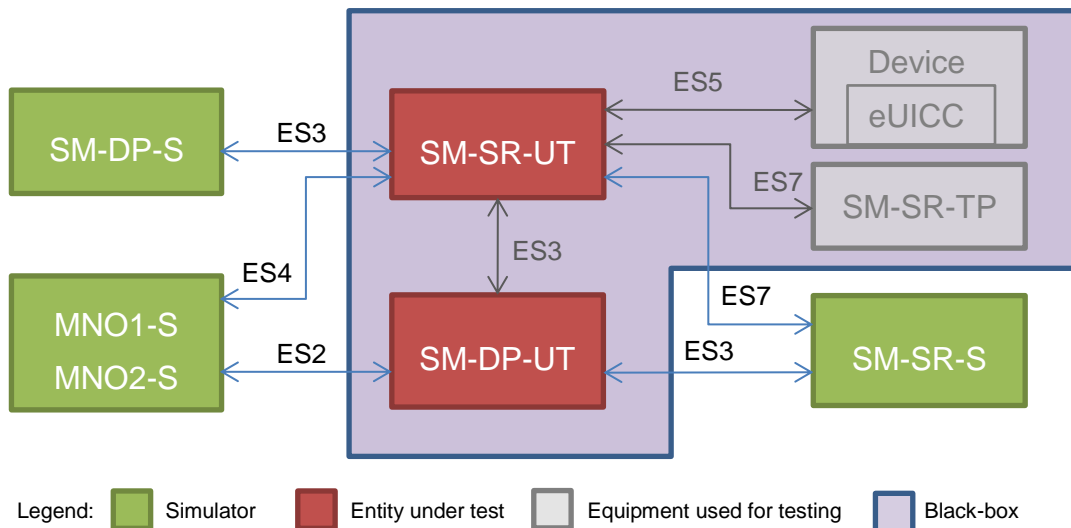 Device
ES5
eUICC
SM-DP-S
ES3
SM-SR-UT
ES7
SM-SR-TP
ES3
ES4
MNO1-S
MNO2-S
ES2
SM-DP-UT
ES7
ES3
SM-SR-S
Legend:
Simulator
Entity under test
Equipment used for testing
Black-box